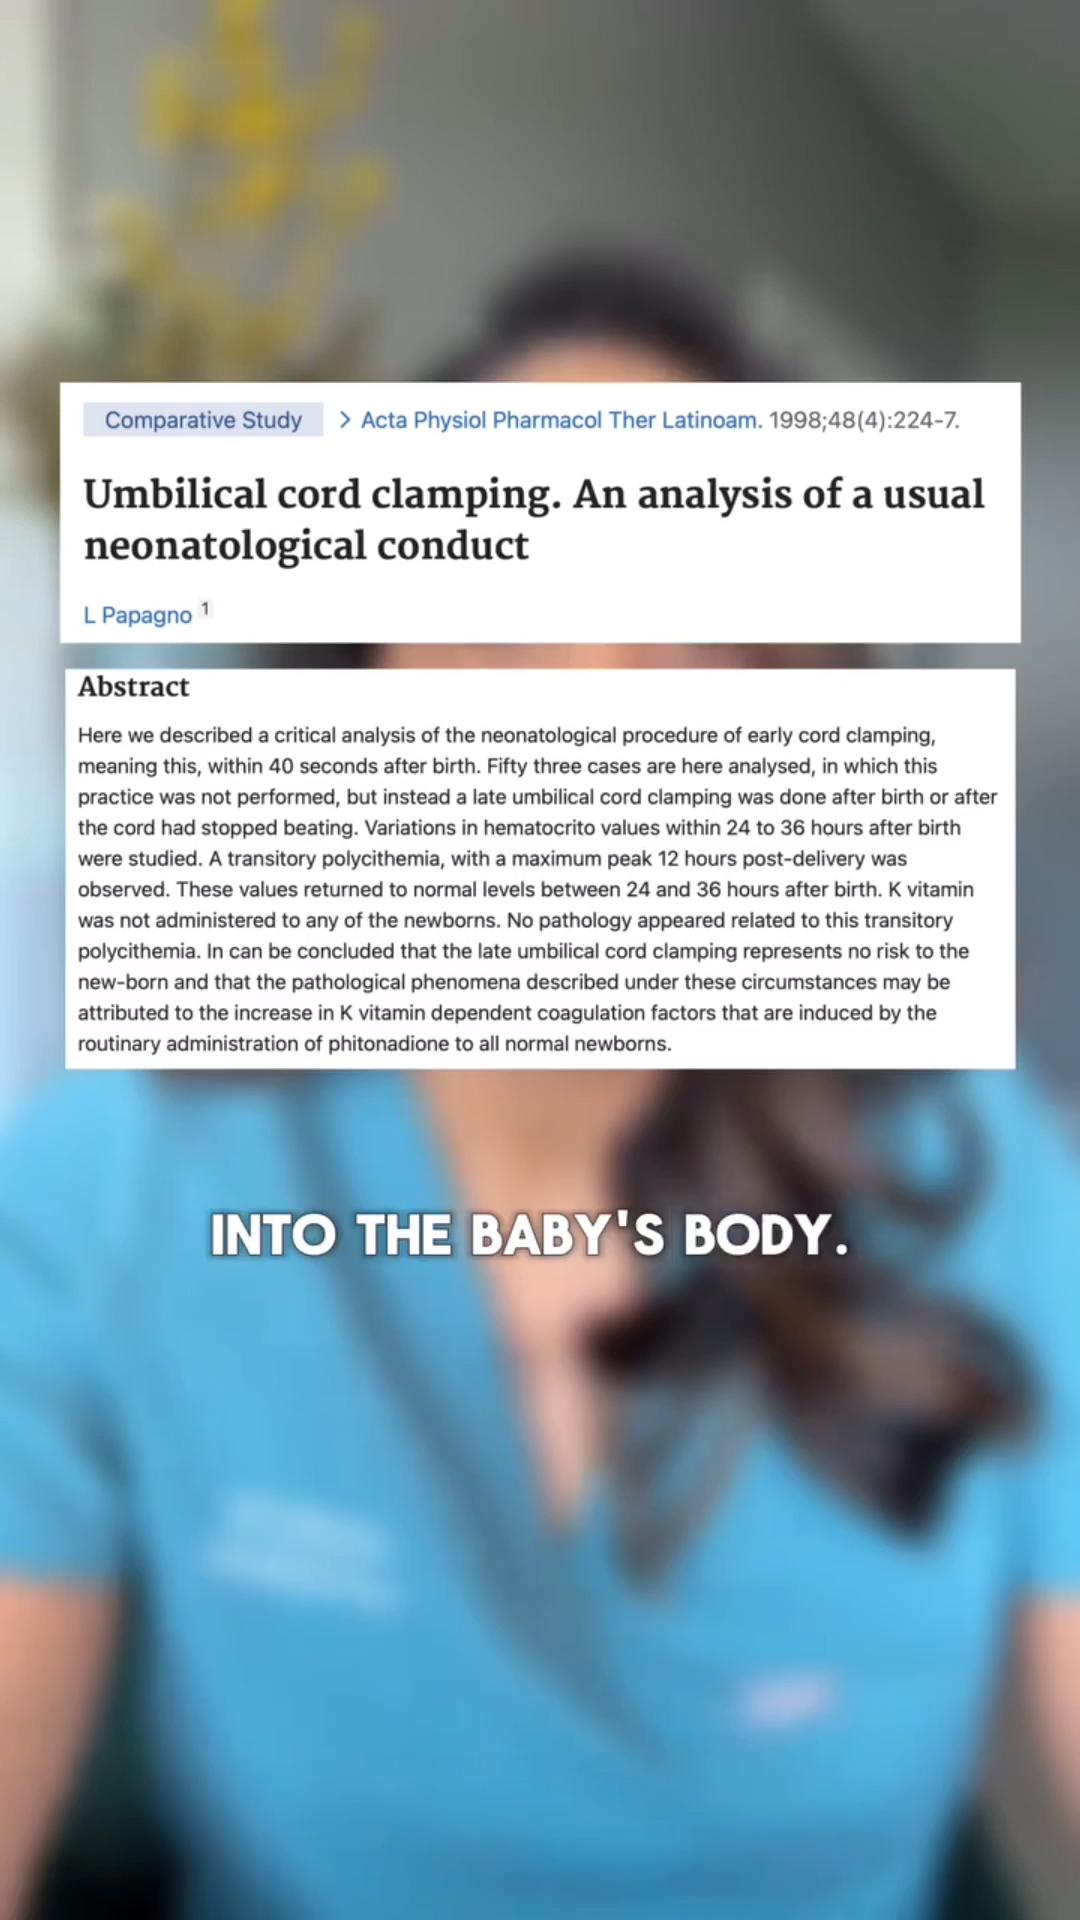 Comparative Study > Acta Physiol Pharmacol Ther Latinoam. 1998;48(4):224-7.
Umbilical cord clamping. An analysis of a usual
neonatological conduct
L Papagno 1
Abstract
Here we described a critical analysis of the neonatological procedure of early cord clamping,
meaning this, within 40 seconds after birth. Fifty three cases are here analysed, in which this
practice was not performed, but instead a late umbilical cord clamping was done after birth or after
the cord had stopped beating. Variations in hematocrito values within 24 to 36 hours after birth
were studied. A transitory polycithemia, with a maximum peak 12 hours post-delivery was
observed. These values returned to normal levels between 24 and 36 hours after birth. K vitamin
was not administered to any of the newborns. No pathology appeared related to this transitory
polycithemia. In can be concluded that the late umbilical cord clamping represents no risk to the
new-born and that the pathological phenomena described under these circumstances may be
attributed to the increase in K vitamin dependent coagulation factors that are induced by the
routinary administration of phitonadione to all normal newborns.
INTO THE BABY'S BODY.